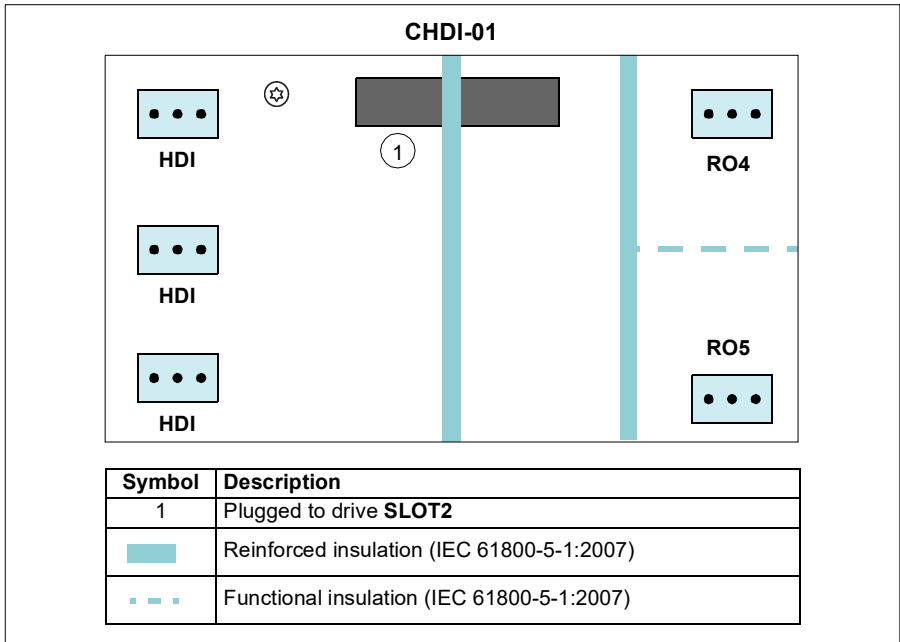 CHDI-01
HDI
1
RO4
HDI
RO5
HDI
Symbol Description
1 Plugged to drive SLOT2
Reinforced insulation (IEC 61800-5-1:2007)
Functional insulation (IEC 61800-5-1:2007)